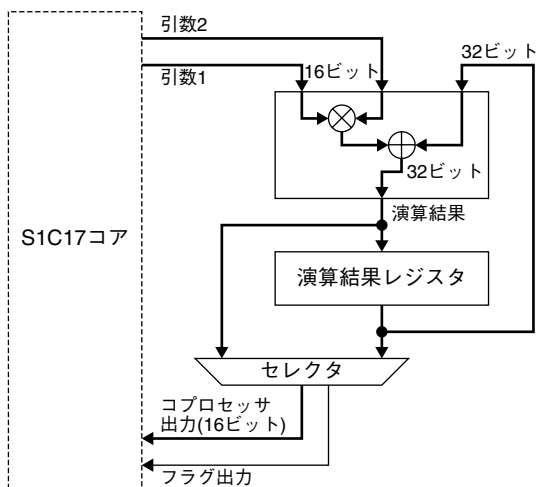 引数2
32ビット
引数1
16ビット
32ビット
演算結果
S1C17コア
演算結果レジスタ
セレクタ
コプロセッサ
出力(16ビット)
フラグ出力